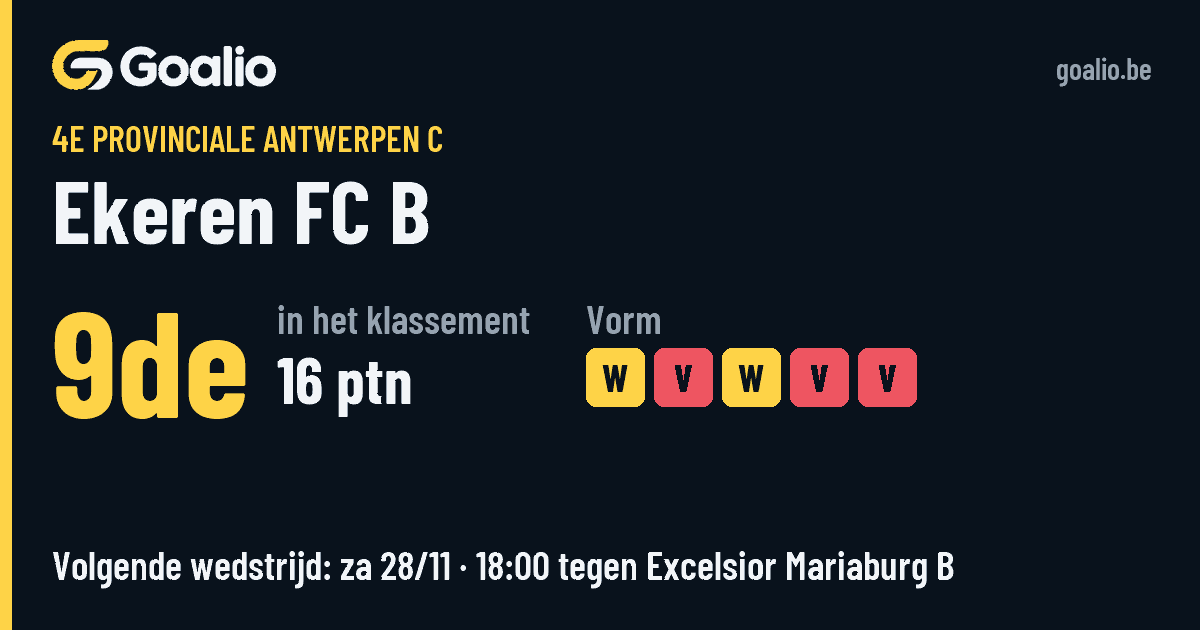 Goalio
goalio.be
4E PROVINCIALE ANTWERPEN C
Ekeren FC B
9de
in het klassement
16 ptn
Vorm
W V W V V
Volgende wedstrijd: za 28/11 · 18:00 tegen Excelsior Mariaburg B